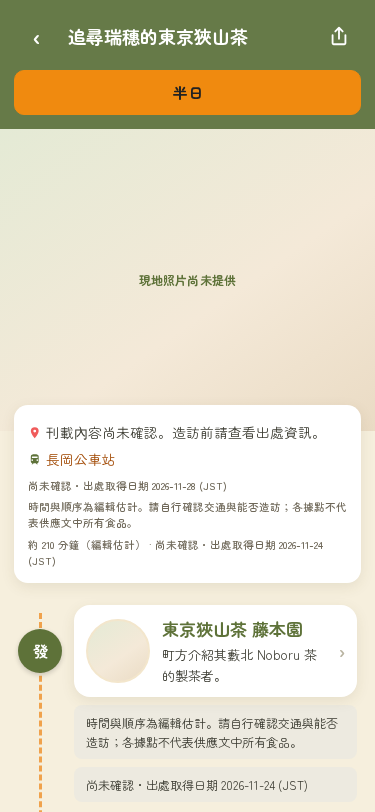 追尋瑞穗的東京狹山茶
半日
現地照片尚未提供
刊載內容尚未確認。造訪前請查看出處資訊。
長岡公車站
尚未確認・出處取得日期 2026-11-28 (JST)
時間與順序為編輯估計。請自行確認交通與能否造訪；各據點不代
表供應文中所有食品。
約 210 分鐘（編輯估計） · 尚未確認・出處取得日期 2026-11-24
(JST)
發
東京狹山茶 藤本園
町方介紹其藪北 Noboru 茶
的製茶者。
時間與順序為編輯估計。請自行確認交通與能否
造訪；各據點不代表供應文中所有食品。
尚未確認・出處取得日期 2026-11-24 (JST)